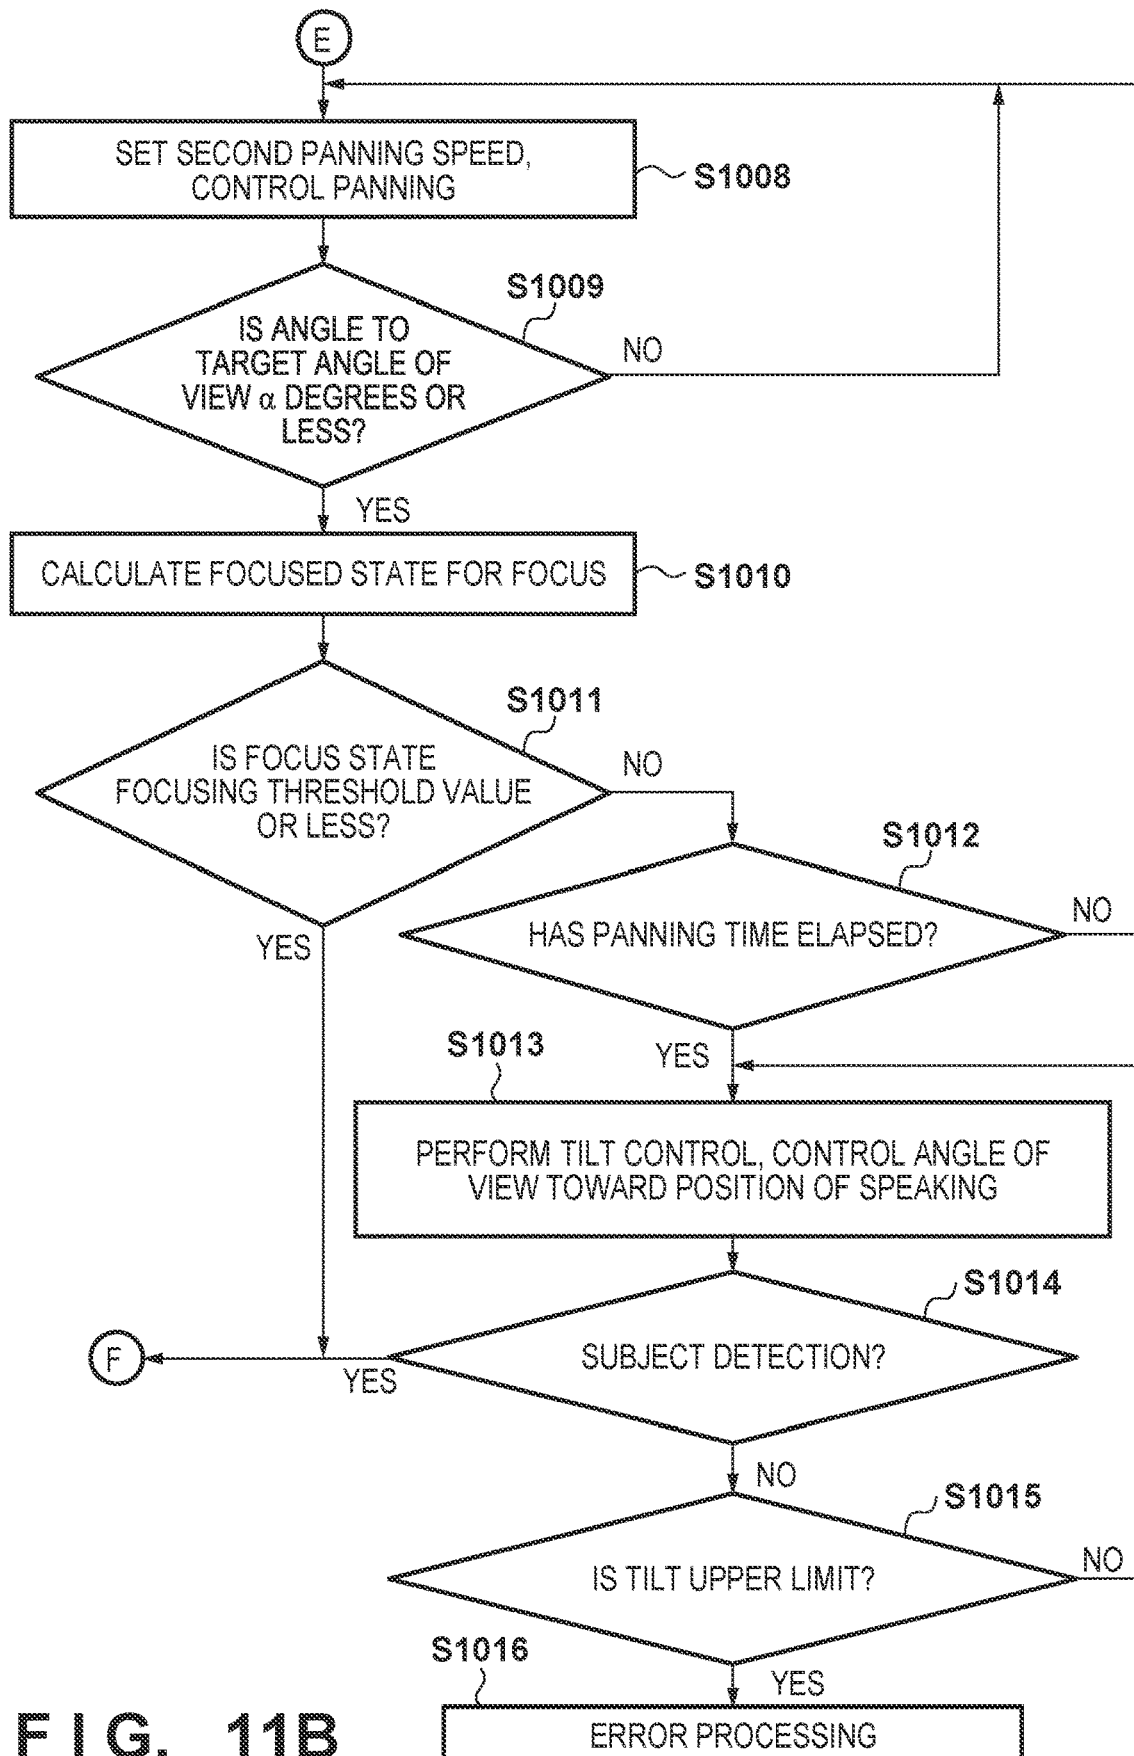 E
SET SECOND PANNING SPEED,
CONTROL PANNING
S1008
S1009
IS ANGLE TO
TARGET ANGLE OF
VIEW α DEGREES OR
LESS?
NO
YES
CALCULATE FOCUSED STATE FOR FOCUS
S1010
S1011
IS FOCUS STATE
FOCUSING THRESHOLD VALUE
OR LESS?
NO
YES
S1012
HAS PANNING TIME ELAPSED?
NO
YES
S1013
PERFORM TILT CONTROL, CONTROL ANGLE OF
VIEW TOWARD POSITION OF SPEAKING
S1014
SUBJECT DETECTION?
YES
F
NO
S1015
IS TILT UPPER LIMIT?
NO
YES
S1016
ERROR PROCESSING
FIG. 11B